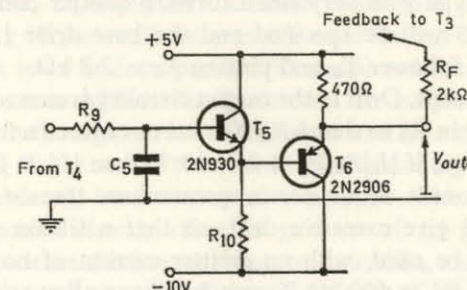 Feedback to T3
+5V
470Ω
RF
2kΩ
R9
T5
C5
2N930
T6
Vout
From T4
2N2906
R10
−10V